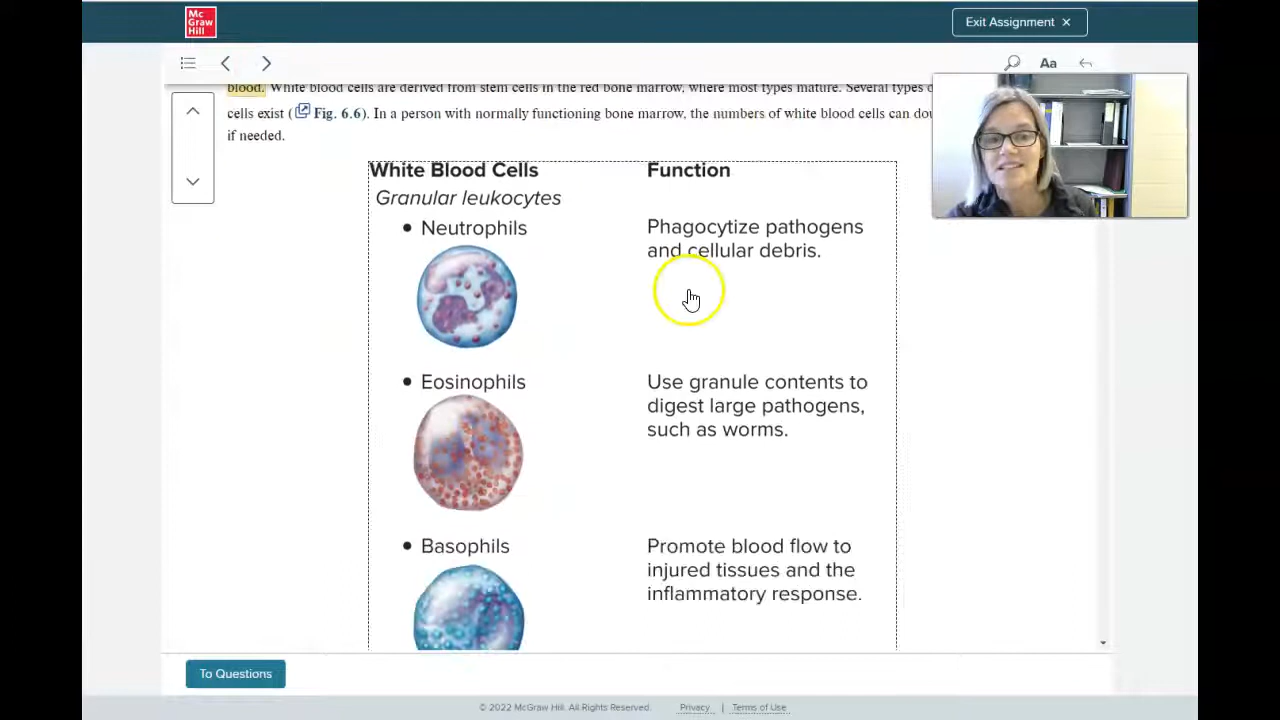 Mc
Graw
Hill
Exit Assignment ×
Aa
blood. White blood cells are derived from stem cells in the red bone marrow, where most types mature. Several types
cells exist ( Fig. 6.6). In a person with normally functioning bone marrow, the numbers of white blood cells can
if needed.
White Blood Cells Function
Granular leukocytes
• Neutrophils
Phagocytize pathogens
and cellular debris.
• Eosinophils
Use granule contents to
digest large pathogens,
such as worms.
• Basophils
Promote blood flow to
injured tissues and the
inflammatory response.
To Questions
© 2022 McGraw Hill. All Rights Reserved. Privacy | Terms of Use